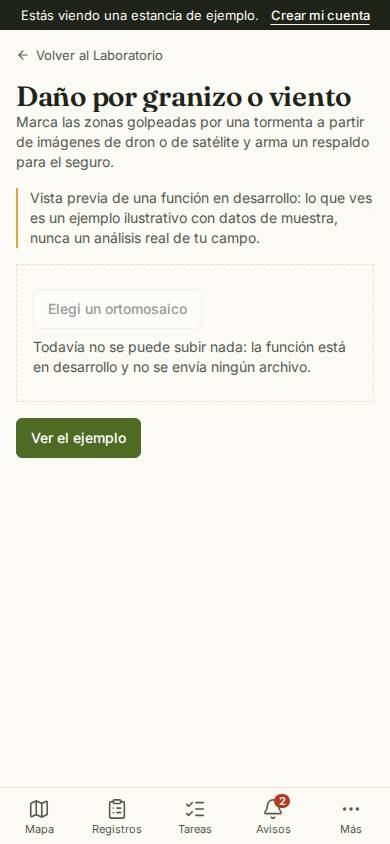 Estás viendo una estancia de ejemplo. Crear mi cuenta
Volver al Laboratorio
Daño por granizo o viento
Marca las zonas golpeadas por una tormenta a partir
de imágenes de dron o de satélite y arma un respaldo
para el seguro.
Vista previa de una función en desarrollo: lo que ves
es un ejemplo ilustrativo con datos de muestra,
nunca un análisis real de tu campo.
Elegí un ortomosaico
Todavía no se puede subir nada: la función está
en desarrollo y no se envía ningún archivo.
Ver el ejemplo
2
Mapa Registros Tareas Avisos Más